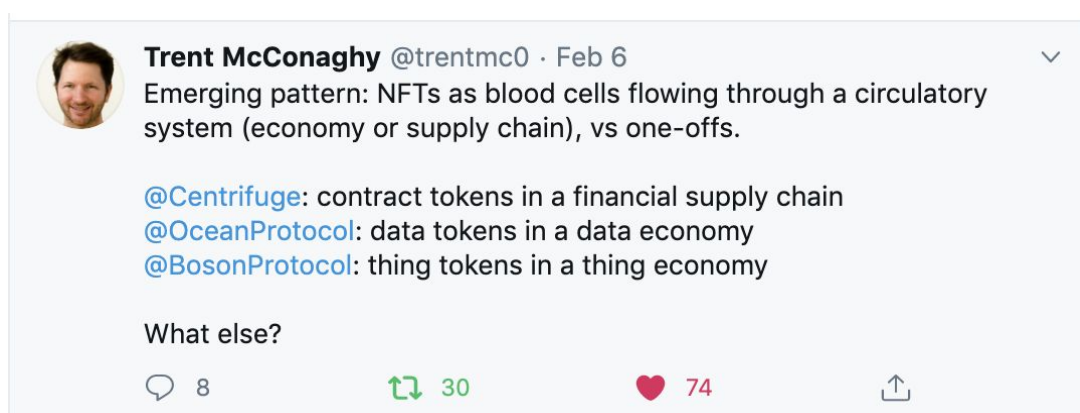 Trent McConaghy @trentmc0 · Feb 6
Emerging pattern: NFTs as blood cells flowing through a circulatory
system (economy or supply chain), vs one-offs.
@Centrifuge: contract tokens in a financial supply chain
@OceanProtocol: data tokens in a data economy
@BosonProtocol: thing tokens in a thing economy
What else?
8 30 74